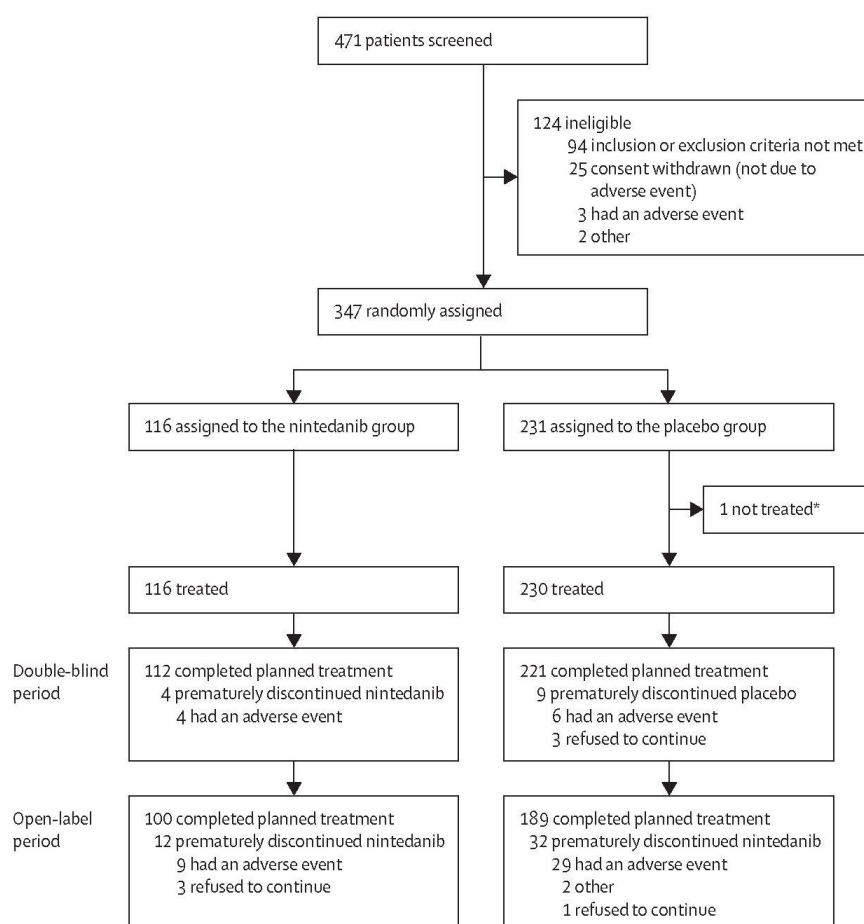 471 patients screened
124 ineligible
94 inclusion or exclusion criteria not met
25 consent withdrawn (not due to
adverse event)
3 had an adverse event
2 other
347 randomly assigned
116 assigned to the nintedanib group
231 assigned to the placebo group
1 not treated*
116 treated
230 treated
Double-blind
period
112 completed planned treatment
4 prematurely discontinued nintedanib
4 had an adverse event
221 completed planned treatment
9 prematurely discontinued placebo
6 had an adverse event
3 refused to continue
Open-label
period
100 completed planned treatment
12 prematurely discontinued nintedanib
9 had an adverse event
3 refused to continue
189 completed planned treatment
32 prematurely discontinued nintedanib
29 had an adverse event
2 other
1 refused to continue